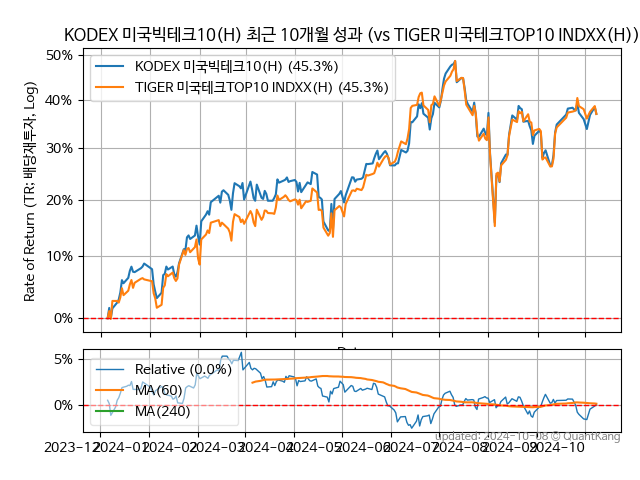 KODEX 미국빅테크10(H) 최근 10개월 성과 (vs TIGER 미국테크TOP10 INDXX(H))
Rate of Return (TR: 배당재투자, Log)
50%
40%
30%
20%
10%
0%
KODEX 미국빅테크10(H) (45.3%)
TIGER 미국테크TOP10 INDXX(H) (45.3%)
5%
0%
Relative (0.0%)
MA(60)
MA(240)
Updated: 2024-10-08 © QuantKang
2023-12
2024-01
2024-02
2024-03
2024-04
2024-05
2024-06
2024-07
2024-08
2024-09
2024-10